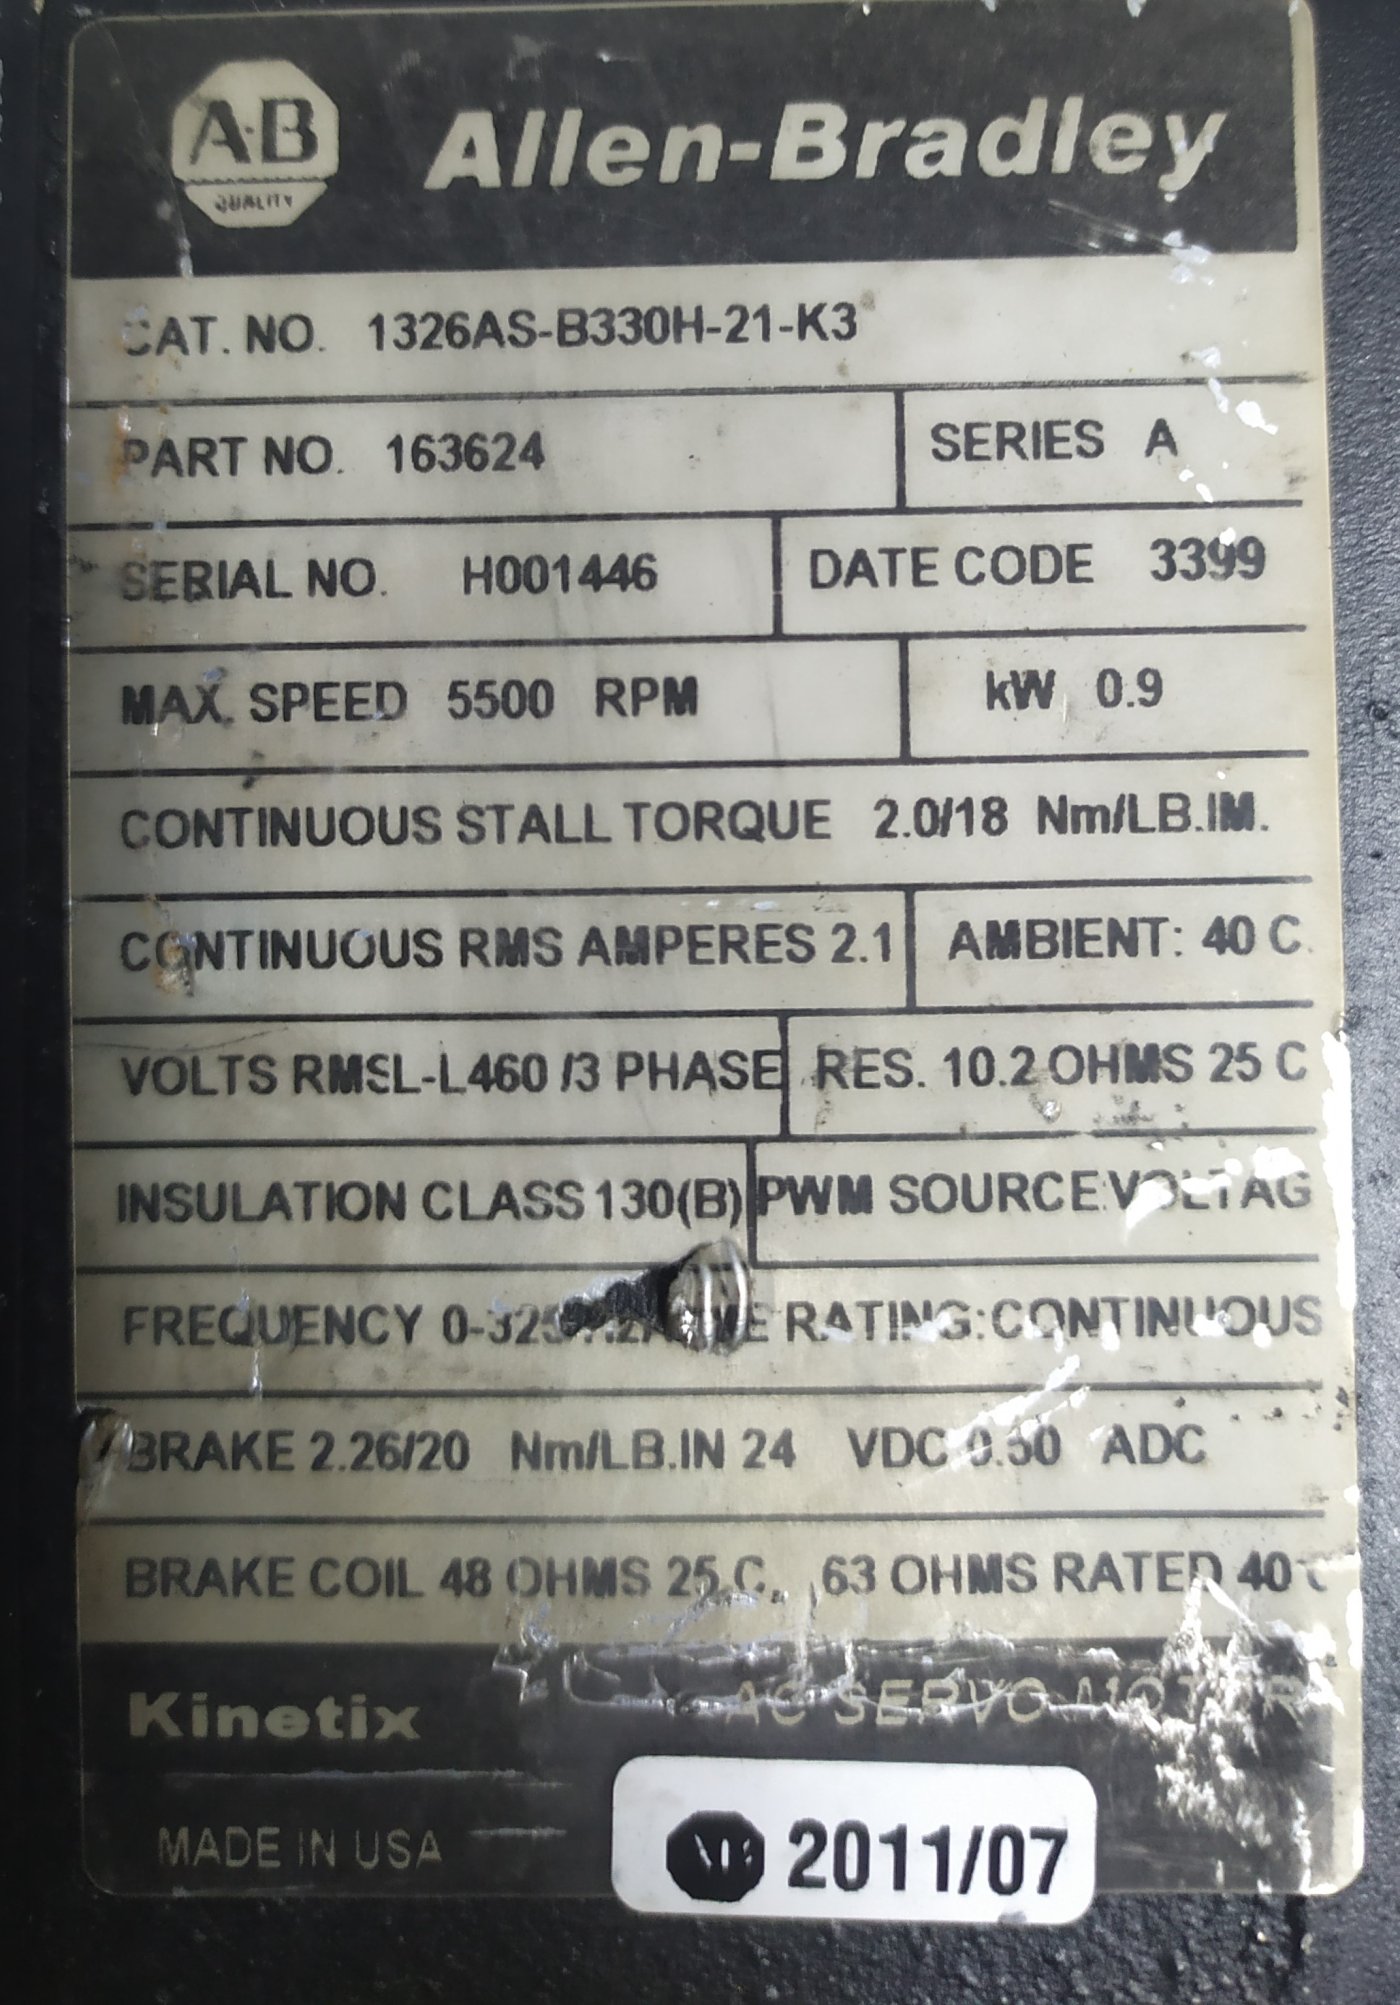 A-B
QUALITY
Allen-Bradley
CAT. NO. 1326AS-B330H-21-K3
PART NO. 163624 SERIES A
SERIAL NO. H001446 DATE CODE 3399
MAX. SPEED 5500 RPM kW 0.9
CONTINUOUS STALL TORQUE 2.0/18 Nm/LB.IM.
CONTINUOUS RMS AMPERES 2.1 AMBIENT: 40 C.
VOLTS RMSL-L460 /3 PHASE RES. 10.2 OHMS 25 C
INSULATION CLASS 130(B) PWM SOURCE:VOLTAG
FREQUENCY RATING:CONTINUOUS
BRAKE 2.26/20 Nm/LB.IN 24 VDC 0.50 ADC
BRAKE COIL 48 OHMS 25 C. 63 OHMS RATED 40 C
Kinetix AC SERVO MOTOR
MADE IN USA
2011/07